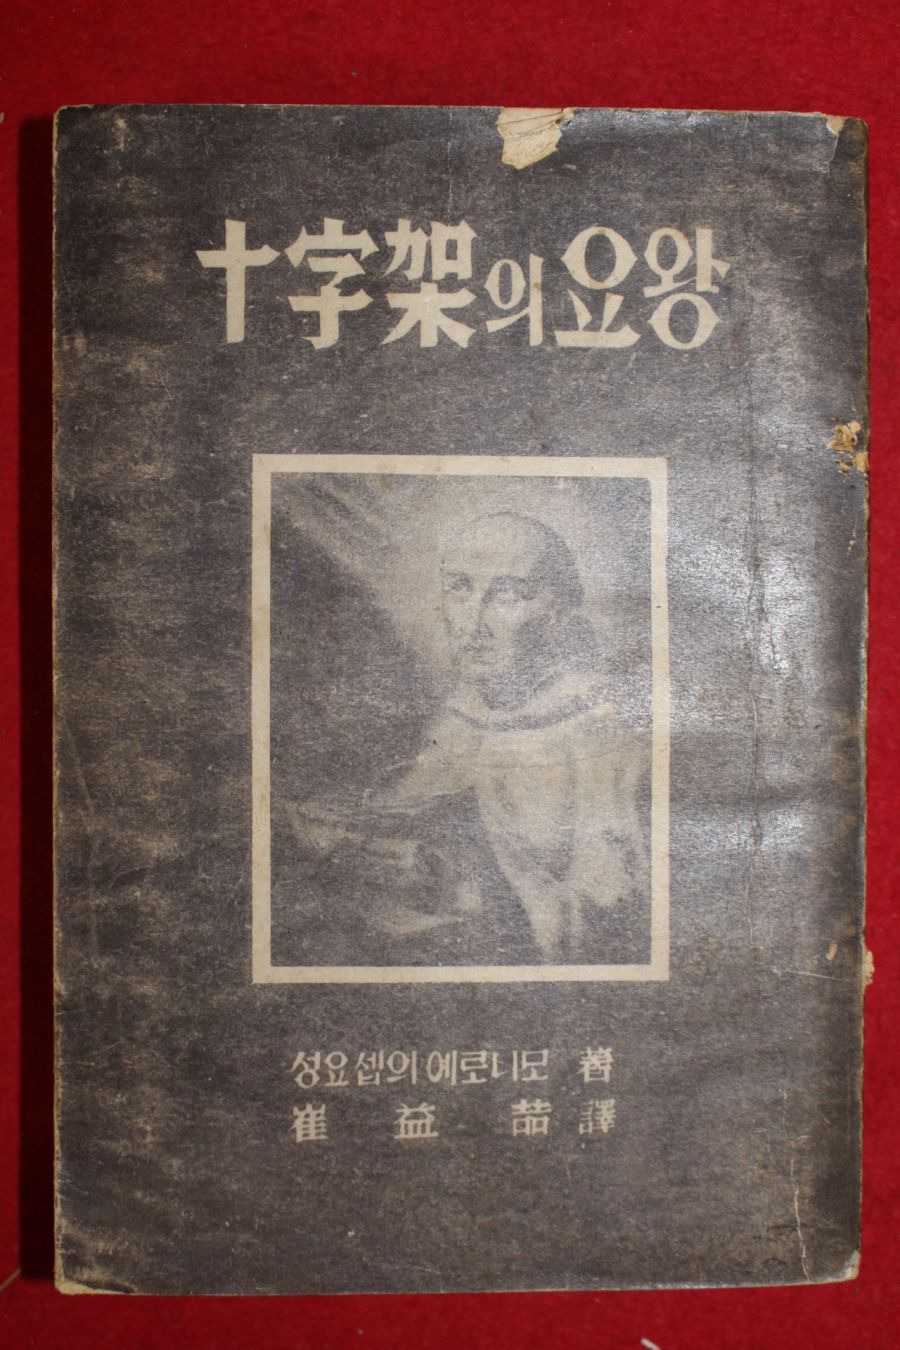 十字架의 요왕
성요셉의 예로니모 著
崔益喆 譯